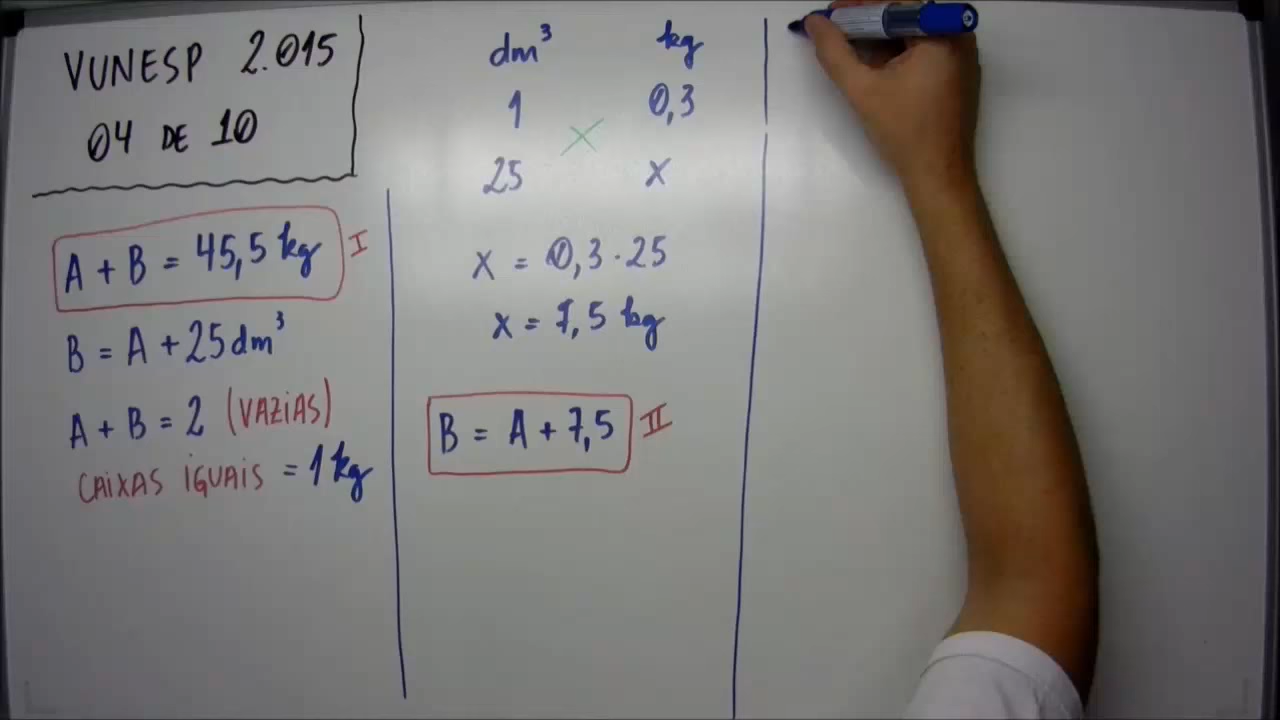 VUNESP 2.015
04 DE 10
A + B = 45,5 kg I
B = A + 25 dm³
A + B = 2 (VAZIAS)
CAIXAS IGUAIS = 1 kg
dm³ kg
1 0,3
25 x
x = 0,3 · 25
x = 7,5 kg
B = A + 7,5 II